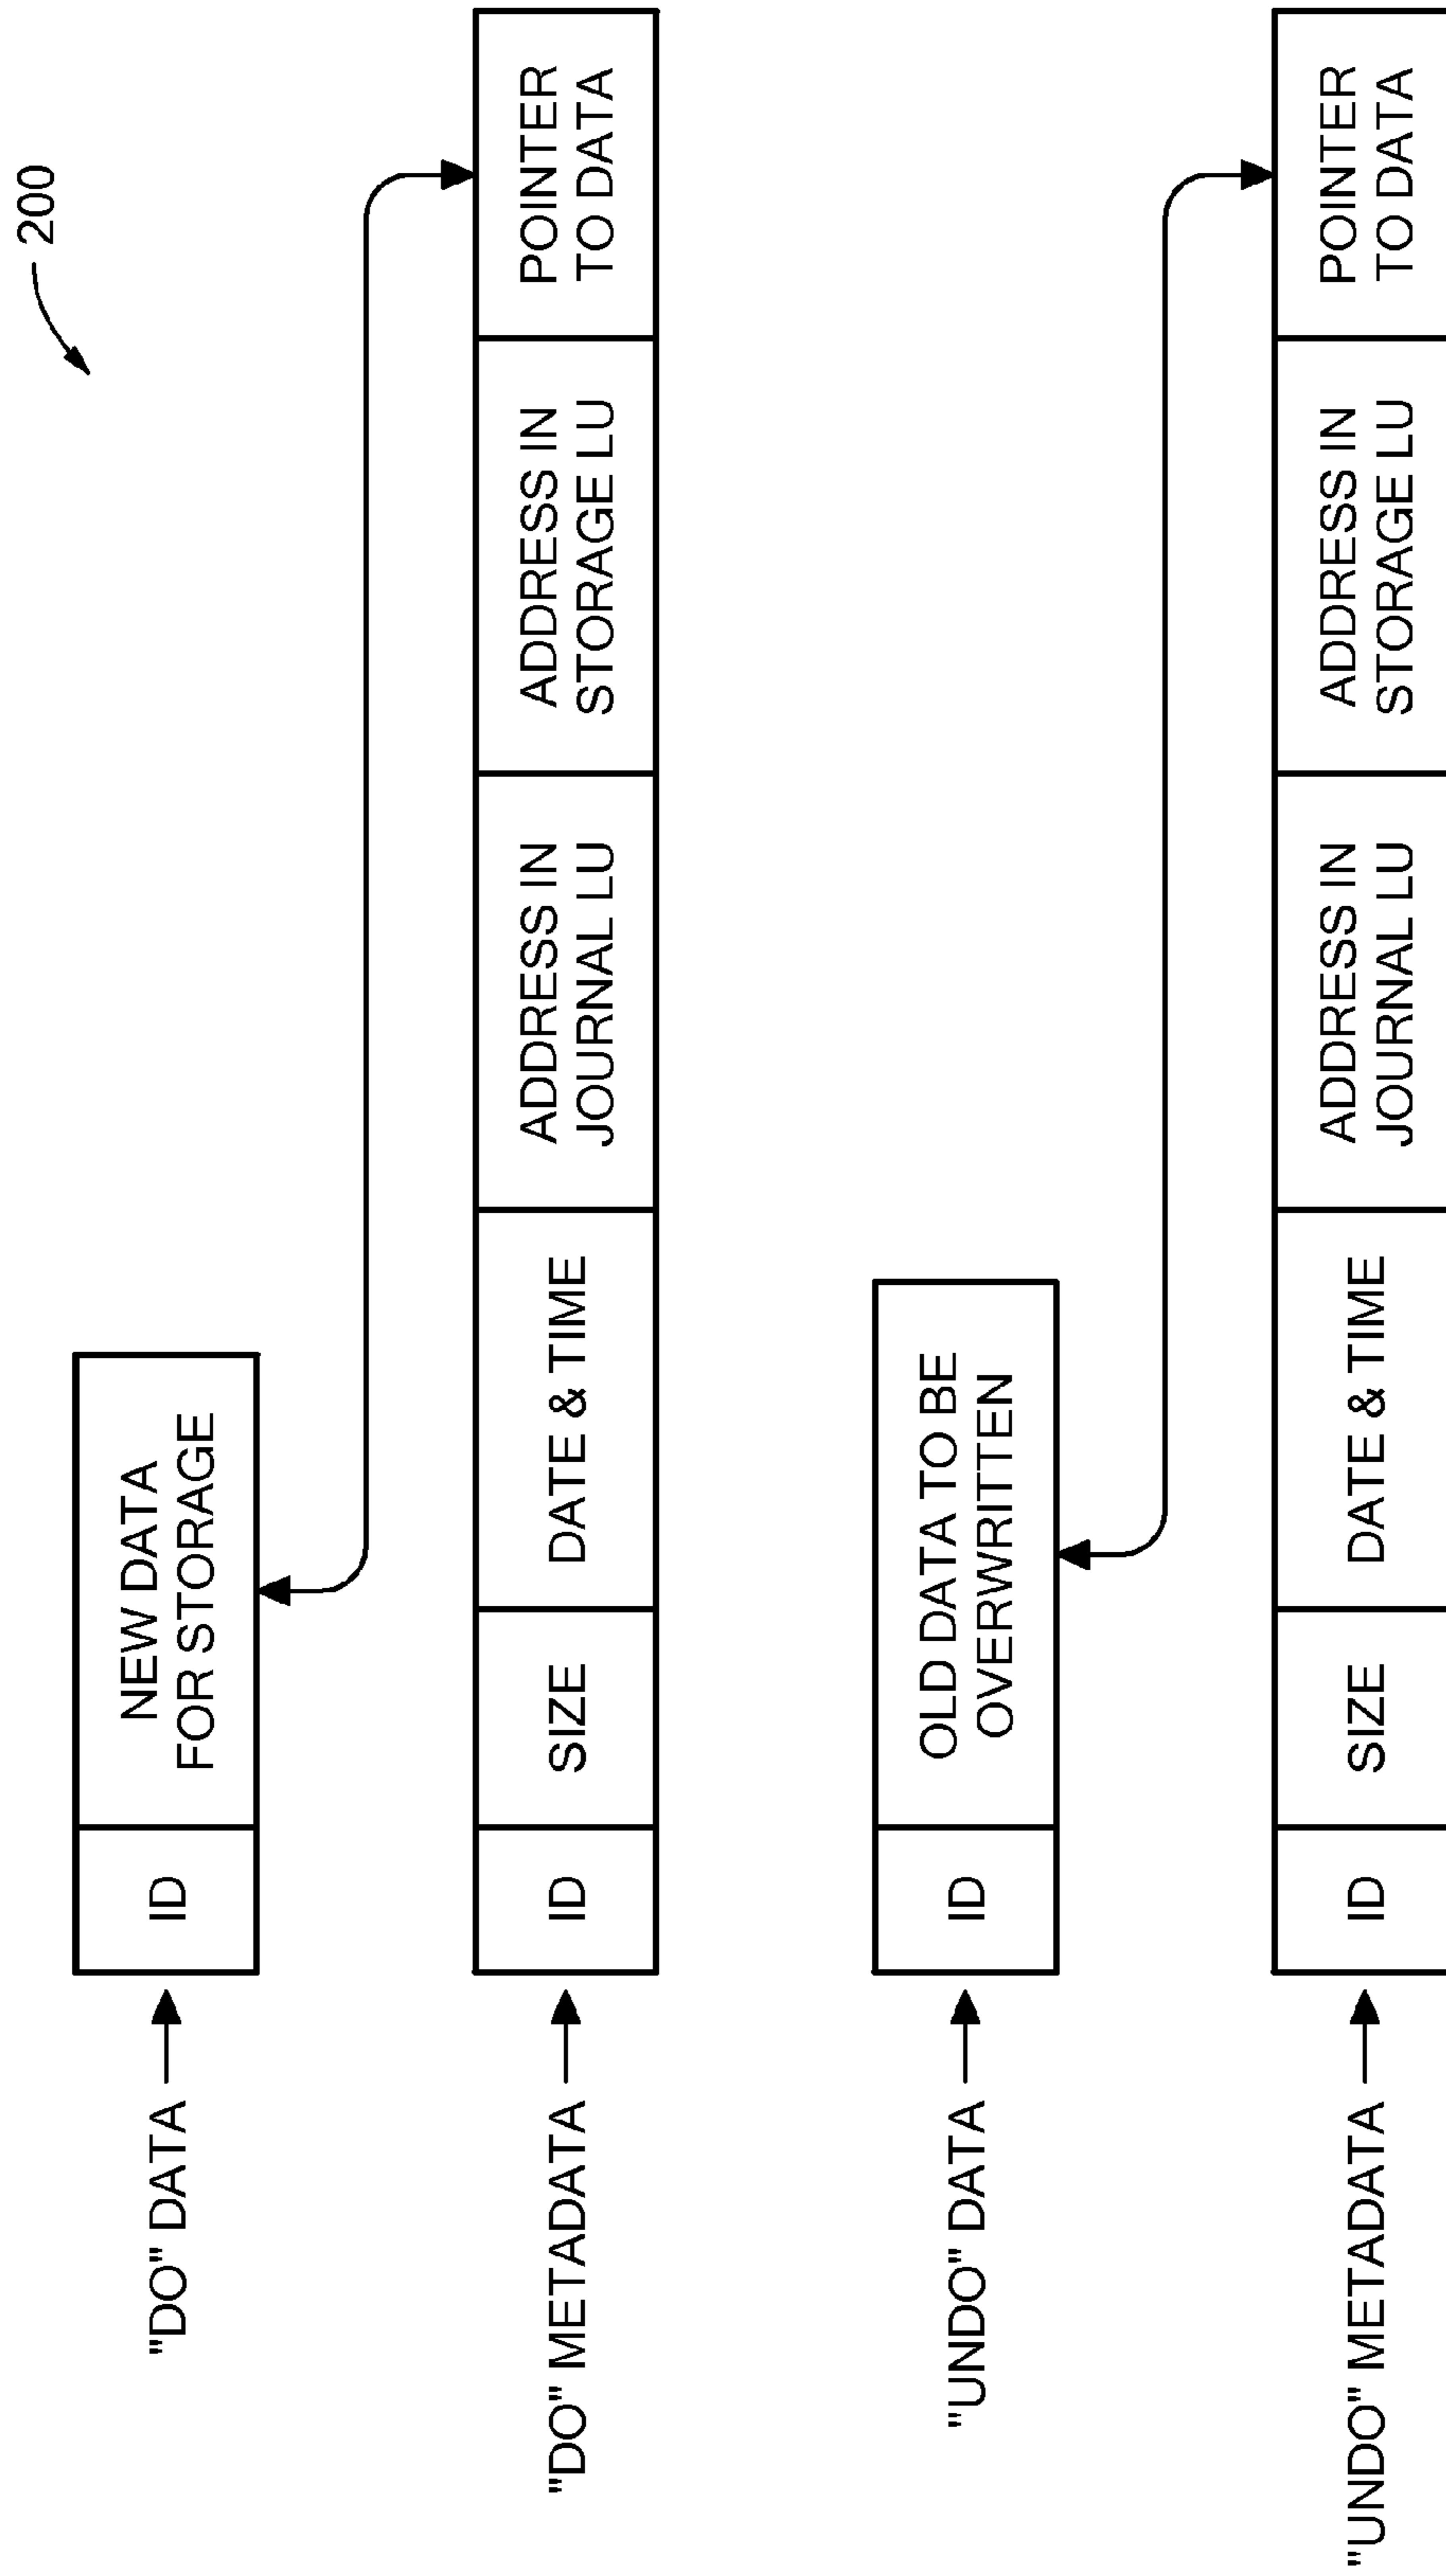 200
"DO" DATA
ID
NEW DATA
FOR STORAGE
"DO" METADATA
ID
SIZE
DATE & TIME
ADDRESS IN
JOURNAL LU
ADDRESS IN
STORAGE LU
POINTER
TO DATA
"UNDO" DATA
ID
OLD DATA TO BE
OVERWRITTEN
"UNDO" METADATA
ID
SIZE
DATE & TIME
ADDRESS IN
JOURNAL LU
ADDRESS IN
STORAGE LU
POINTER
TO DATA